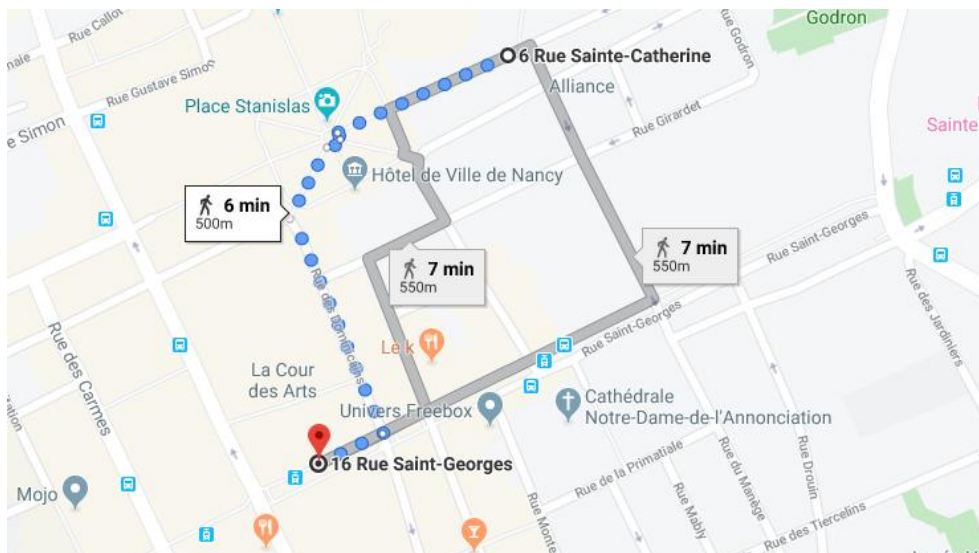 Rue Callot
Godron
naie
Rue Gustave Simon
6 Rue Sainte-Catherine
Alliance
Rue Godron
Place Stanislas
Rue Girardet
Simon
Sainte
Hôtel de Ville de Nancy
6 min
500m
7 min
550m
7 min
550m
Rue Saint-Georges
Rue des Dominicains
Rue des Jardiniers
Rue Saint-Georges
Rue des Carmes
Le k
La Cour
des Arts
Univers Freebox
Cathédrale
Notre-Dame-de-l'Annonciation
16 Rue Saint-Georges
Mojo
Rue de la Primatiale
Rue Drouin
Rue du Manège
Rue Mably
Rue Monte
Rue des Tiercelins